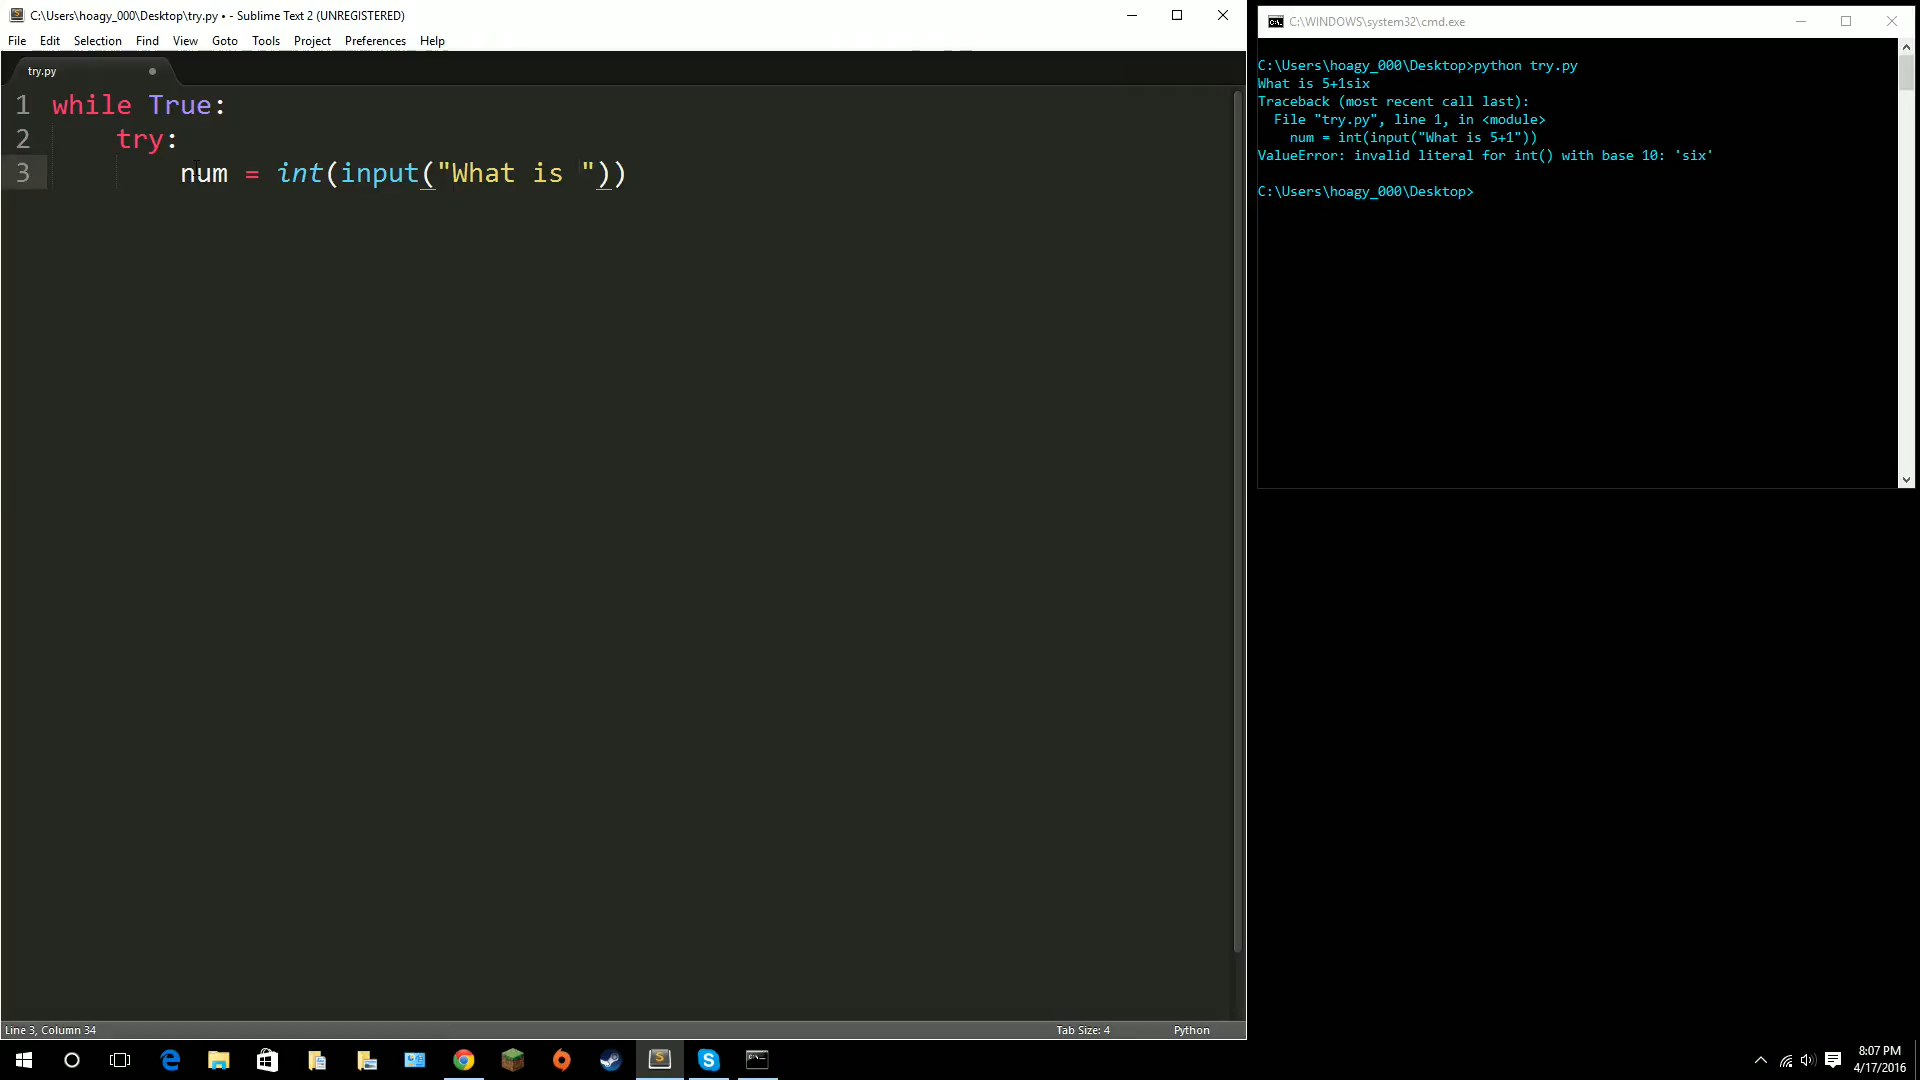 C:\Users\hoagy_000\Desktop\try.py • - Sublime Text 2 (UNREGISTERED)
File Edit Selection Find View Goto Tools Project Preferences Help
try.py
1 while True:
2 try:
3 num = int(input("What is "))
Line 3, Column 34
Tab Size: 4
Python
C:\WINDOWS\system32\cmd.exe
C:\Users\hoagy_000\Desktop>python try.py
What is 5+1six
Traceback (most recent call last):
File "try.py", line 1, in <module>
num = int(input("What is 5+1"))
ValueError: invalid literal for int() with base 10: 'six'
C:\Users\hoagy_000\Desktop>
8:07 PM
4/17/2016